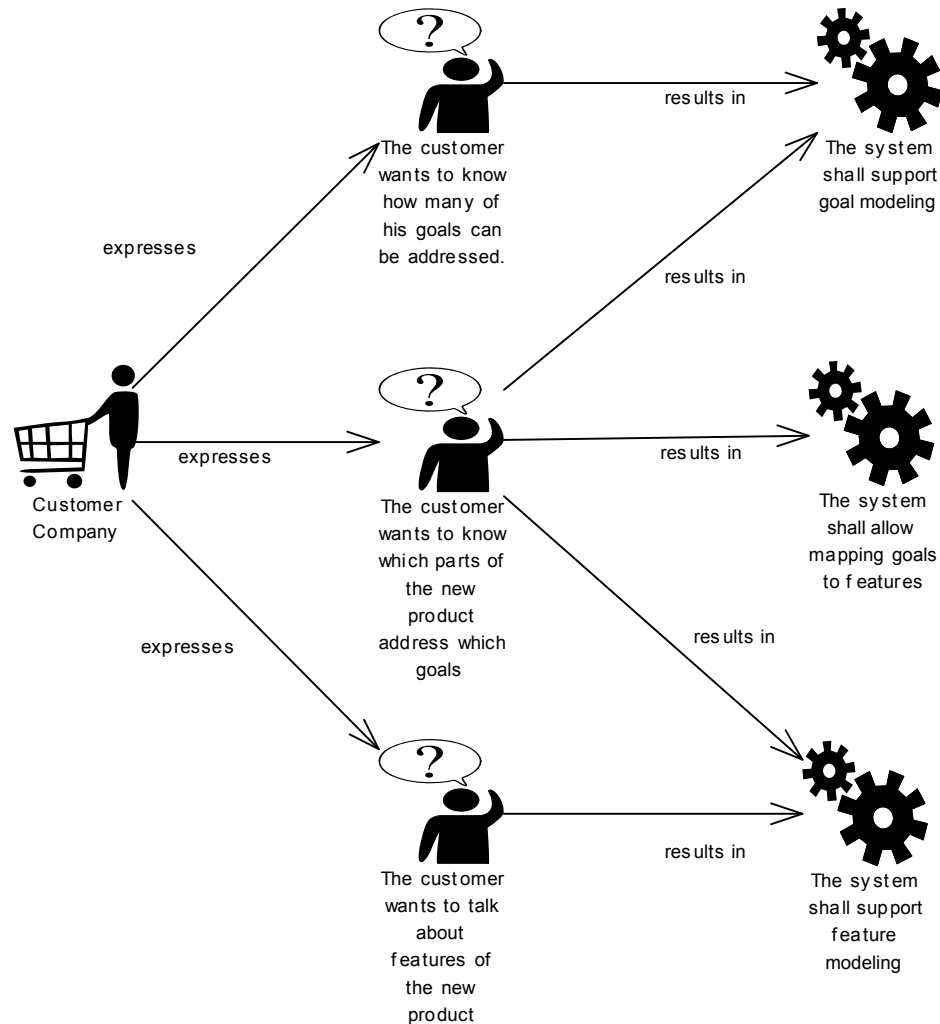 ?
results in
The customer
wants to know
how many of
his goals can
be addressed.
The system
shall support
goal modeling
expresses
results in
?
expresses
results in
Customer
Company
The customer
wants to know
which parts of
the new
product
address which
goals
The system
shall allow
mapping goals
to features
expresses
results in
?
results in
The customer
wants to talk
about
features of
the new
product
The system
shall support
feature
modeling